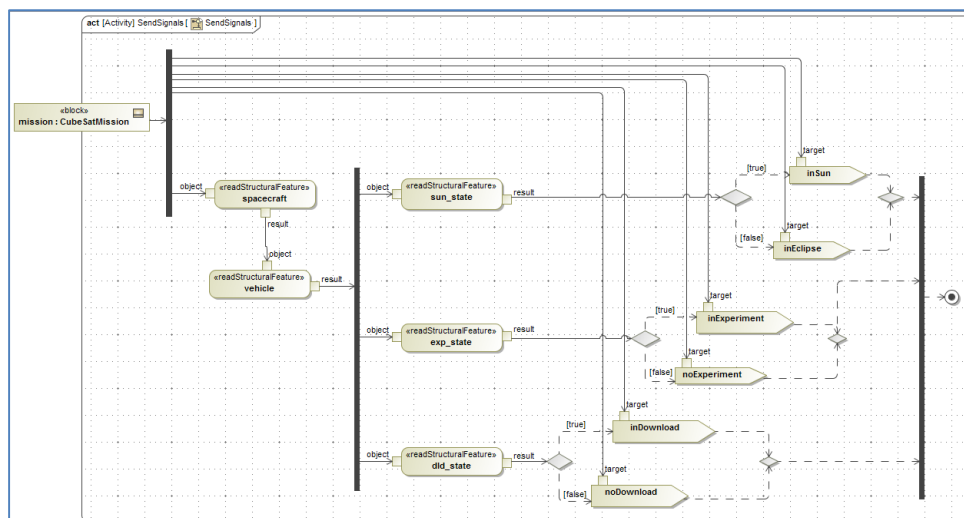 act [Activity] SendSignals [ SendSignals ]
«block»
mission : CubeSatMission
object
«readStructuralFeature»
spacecraft
result
object
«readStructuralFeature»
vehicle
result
object
«readStructuralFeature»
sun_state
result
[true]
[false]
target
inSun
target
inEclipse
object
«readStructuralFeature»
exp_state
result
[true]
[false]
target
inExperiment
target
noExperiment
object
«readStructuralFeature»
dld_state
result
[true]
[false]
target
inDownload
target
noDownload